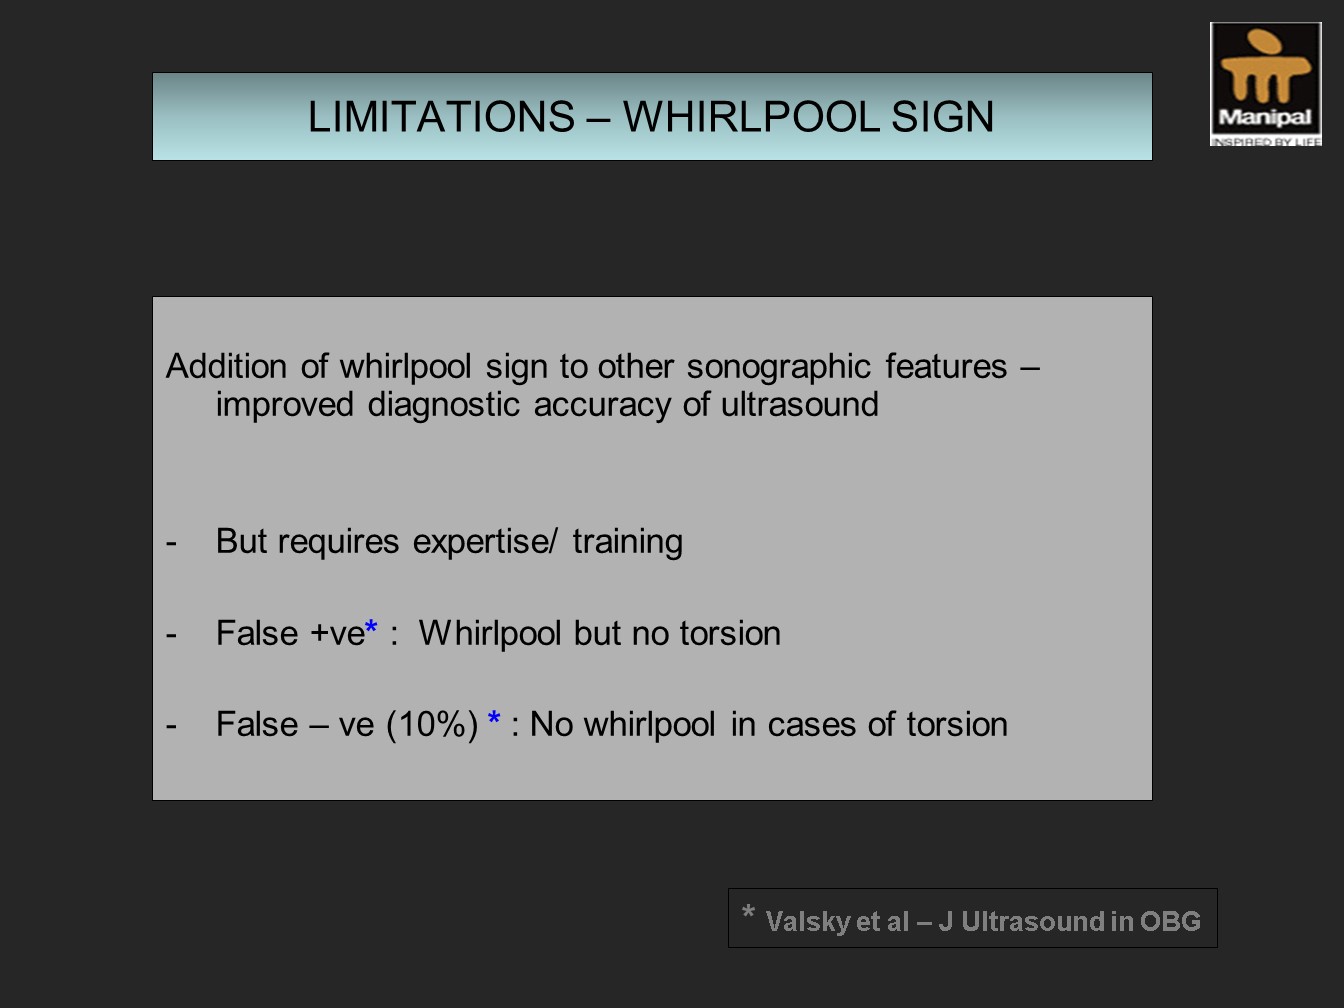 LIMITATIONS – WHIRLPOOL SIGN
Manipal
INSPIRED BY LIFE
Addition of whirlpool sign to other sonographic features –
improved diagnostic accuracy of ultrasound
- But requires expertise/ training
- False +ve* : Whirlpool but no torsion
- False – ve (10%) * : No whirlpool in cases of torsion
* Valsky et al – J Ultrasound in OBG